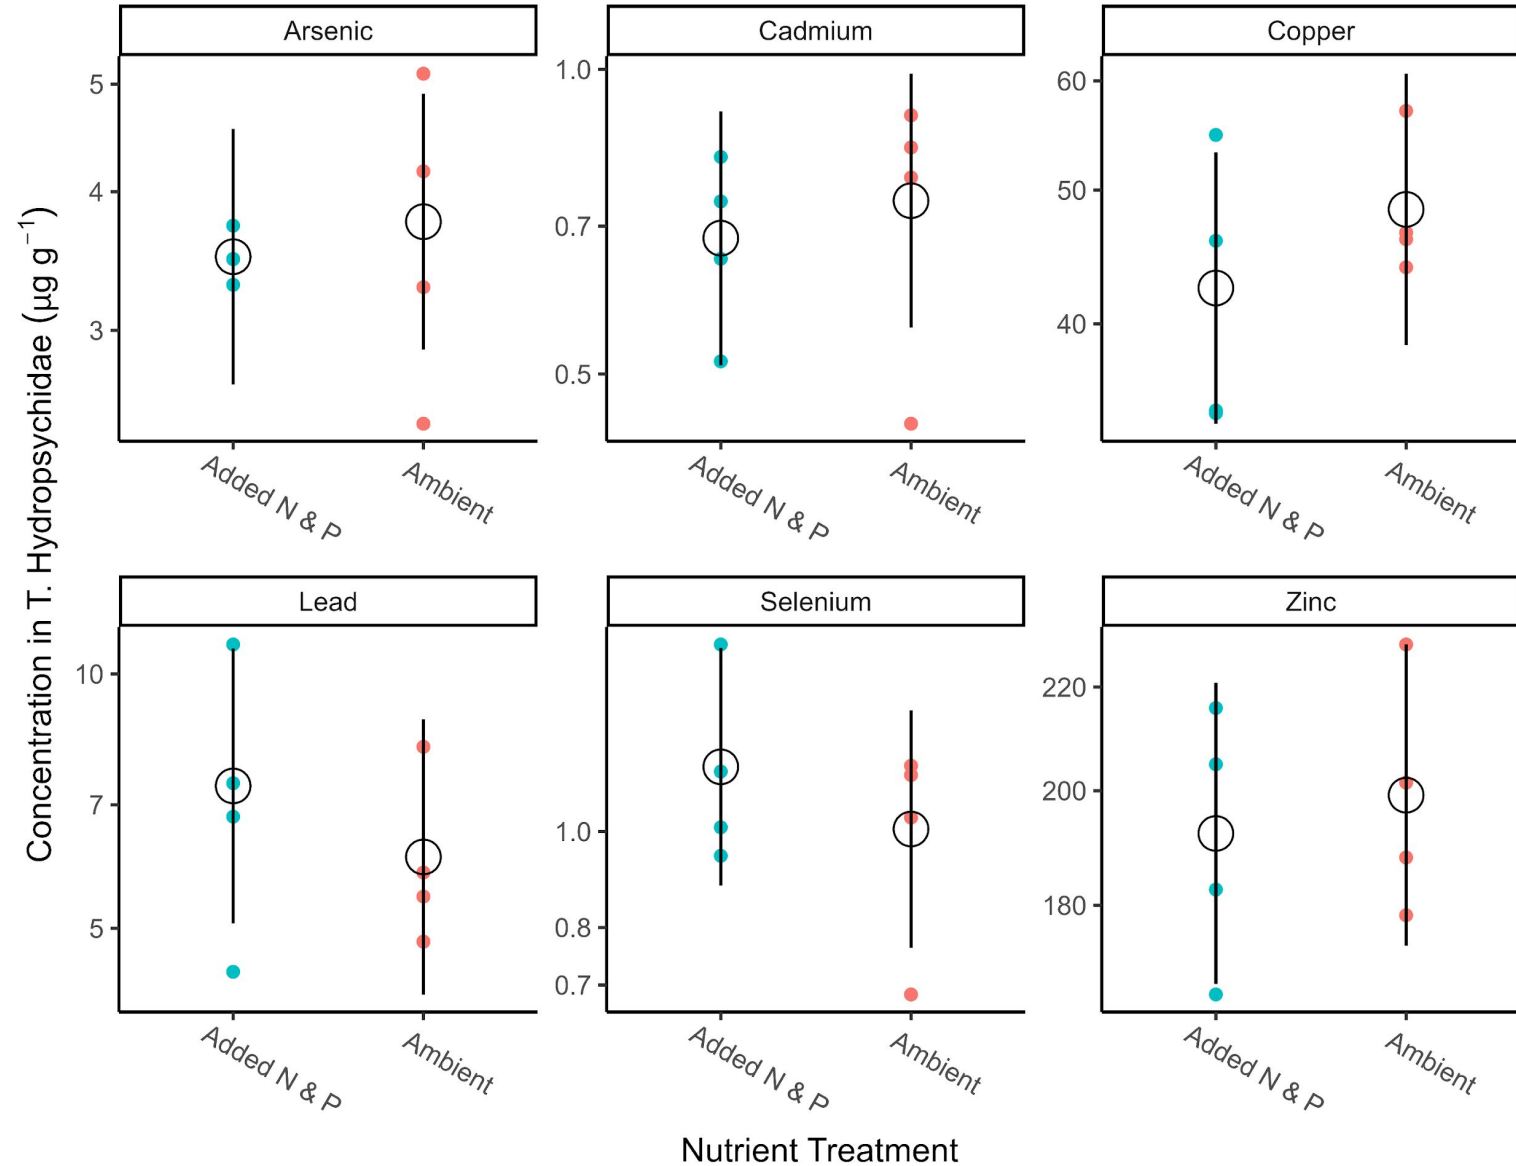 Arsenic
Cadmium
Copper
5
4
3
1.0
0.7
0.5
60
50
40
Added N & P
Ambient
Added N & P
Ambient
Added N & P
Ambient
Concentration in T. Hydropsychidae (μg g⁻¹)
Lead
Selenium
Zinc
10
7
5
1.0
0.8
0.7
220
200
180
Added N & P
Ambient
Added N & P
Ambient
Added N & P
Ambient
Nutrient Treatment